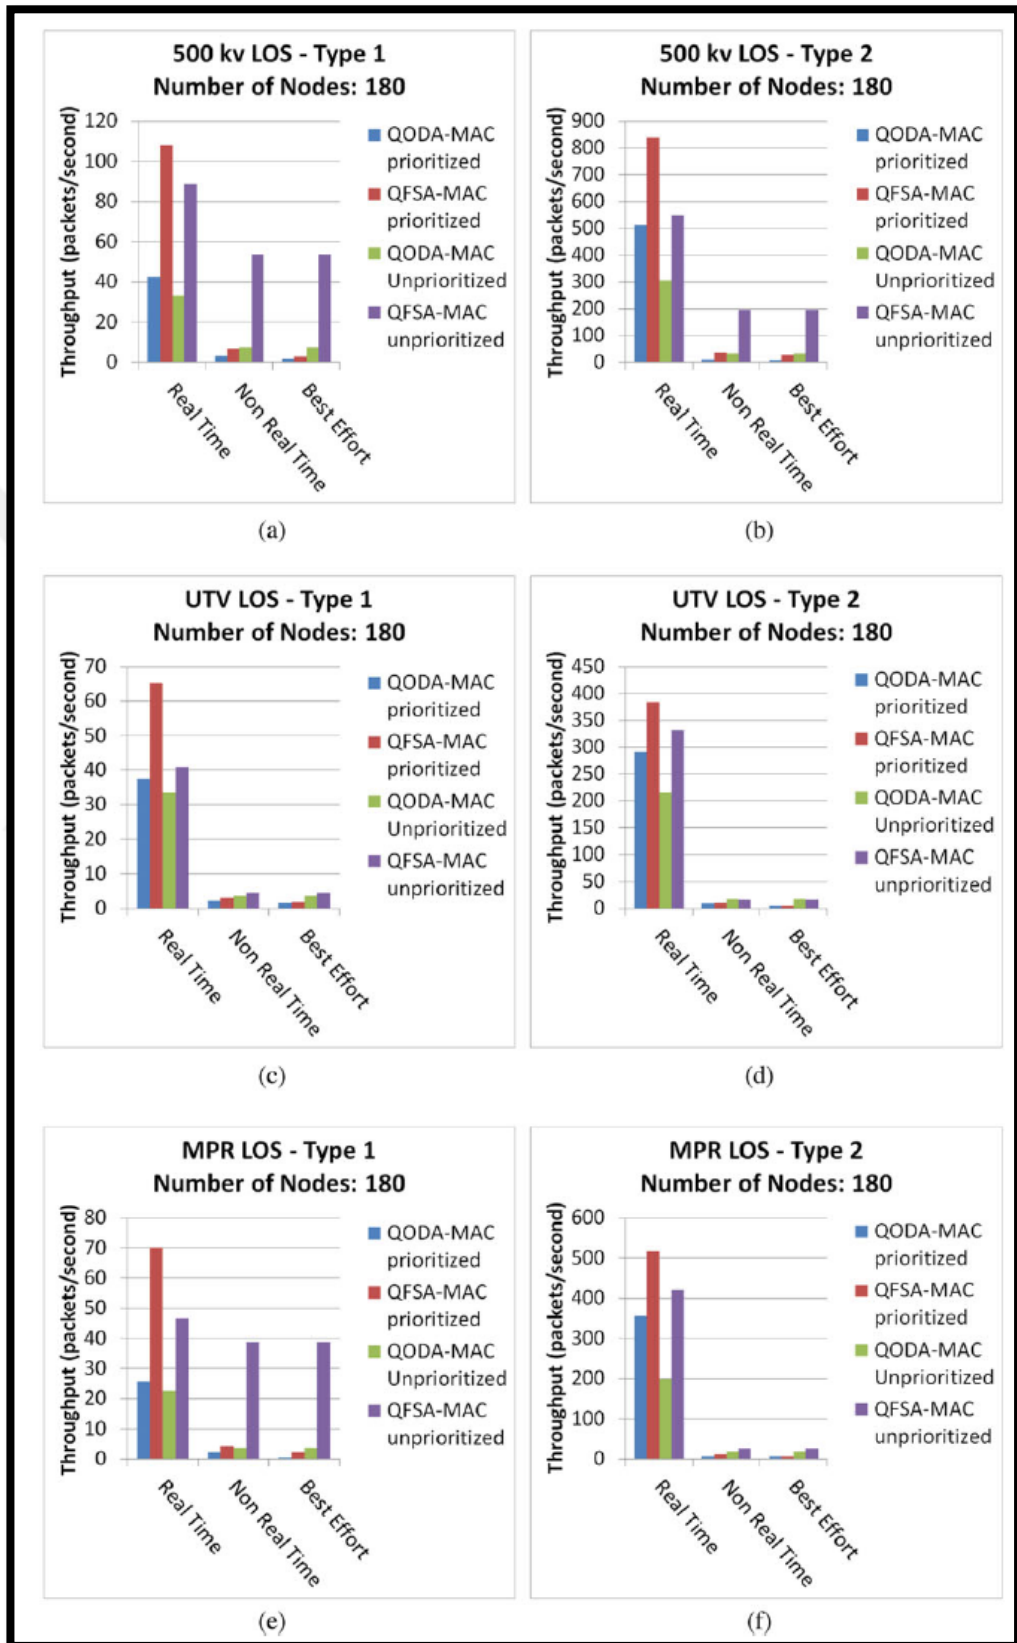 500 kv LOS - Type 1
Number of Nodes: 180
Throughput (packets/second)
120
100
80
60
40
20
0
Real Time
Non Real Time
Best Effort
QODA-MAC
prioritized
QFSA-MAC
prioritized
QODA-MAC
Unprioritized
QFSA-MAC
unprioritized
(a)
500 kv LOS - Type 2
Number of Nodes: 180
Throughput (packets/second)
900
800
700
600
500
400
300
200
100
0
Real Time
Non Real Time
Best Effort
QODA-MAC
prioritized
QFSA-MAC
prioritized
QODA-MAC
Unprioritized
QFSA-MAC
unprioritized
(b)
UTV LOS - Type 1
Number of Nodes: 180
Throughput (packets/second)
70
60
50
40
30
20
10
0
Real Time
Non Real Time
Best Effort
QODA-MAC
prioritized
QFSA-MAC
prioritized
QODA-MAC
Unprioritized
QFSA-MAC
unprioritized
(c)
UTV LOS - Type 2
Number of Nodes: 180
Throughput (packets/second)
450
400
350
300
250
200
150
100
50
0
Real Time
Non Real Time
Best Effort
QODA-MAC
prioritized
QFSA-MAC
prioritized
QODA-MAC
Unprioritized
QFSA-MAC
unprioritized
(d)
MPR LOS - Type 1
Number of Nodes: 180
Throughput (packets/second)
80
70
60
50
40
30
20
10
0
Real Time
Non Real Time
Best Effort
QODA-MAC
prioritized
QFSA-MAC
prioritized
QODA-MAC
Unprioritized
QFSA-MAC
unprioritized
(e)
MPR LOS - Type 2
Number of Nodes: 180
Throughput (packets/second)
600
500
400
300
200
100
0
Real Time
Non Real Time
Best Effort
QODA-MAC
prioritized
QFSA-MAC
prioritized
QODA-MAC
Unprioritized
QFSA-MAC
unprioritized
(f)